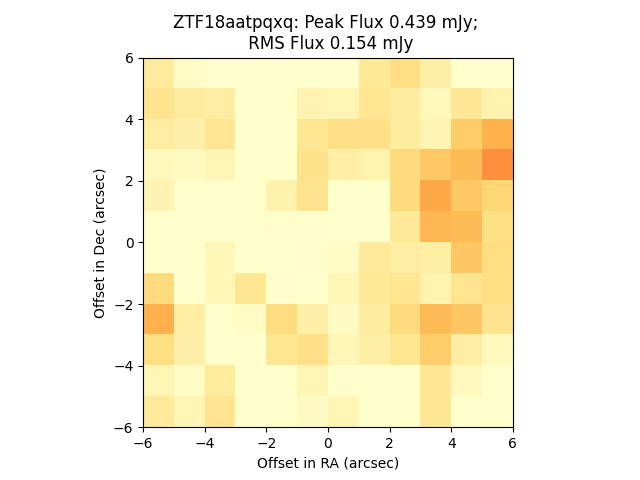 ZTF18aatpqxq: Peak Flux 0.439 mJy;
RMS Flux 0.154 mJy
6
4
2
0
−2
−4
−6
Offset in Dec (arcsec)
−6 −4 −2 0 2 4 6
Offset in RA (arcsec)